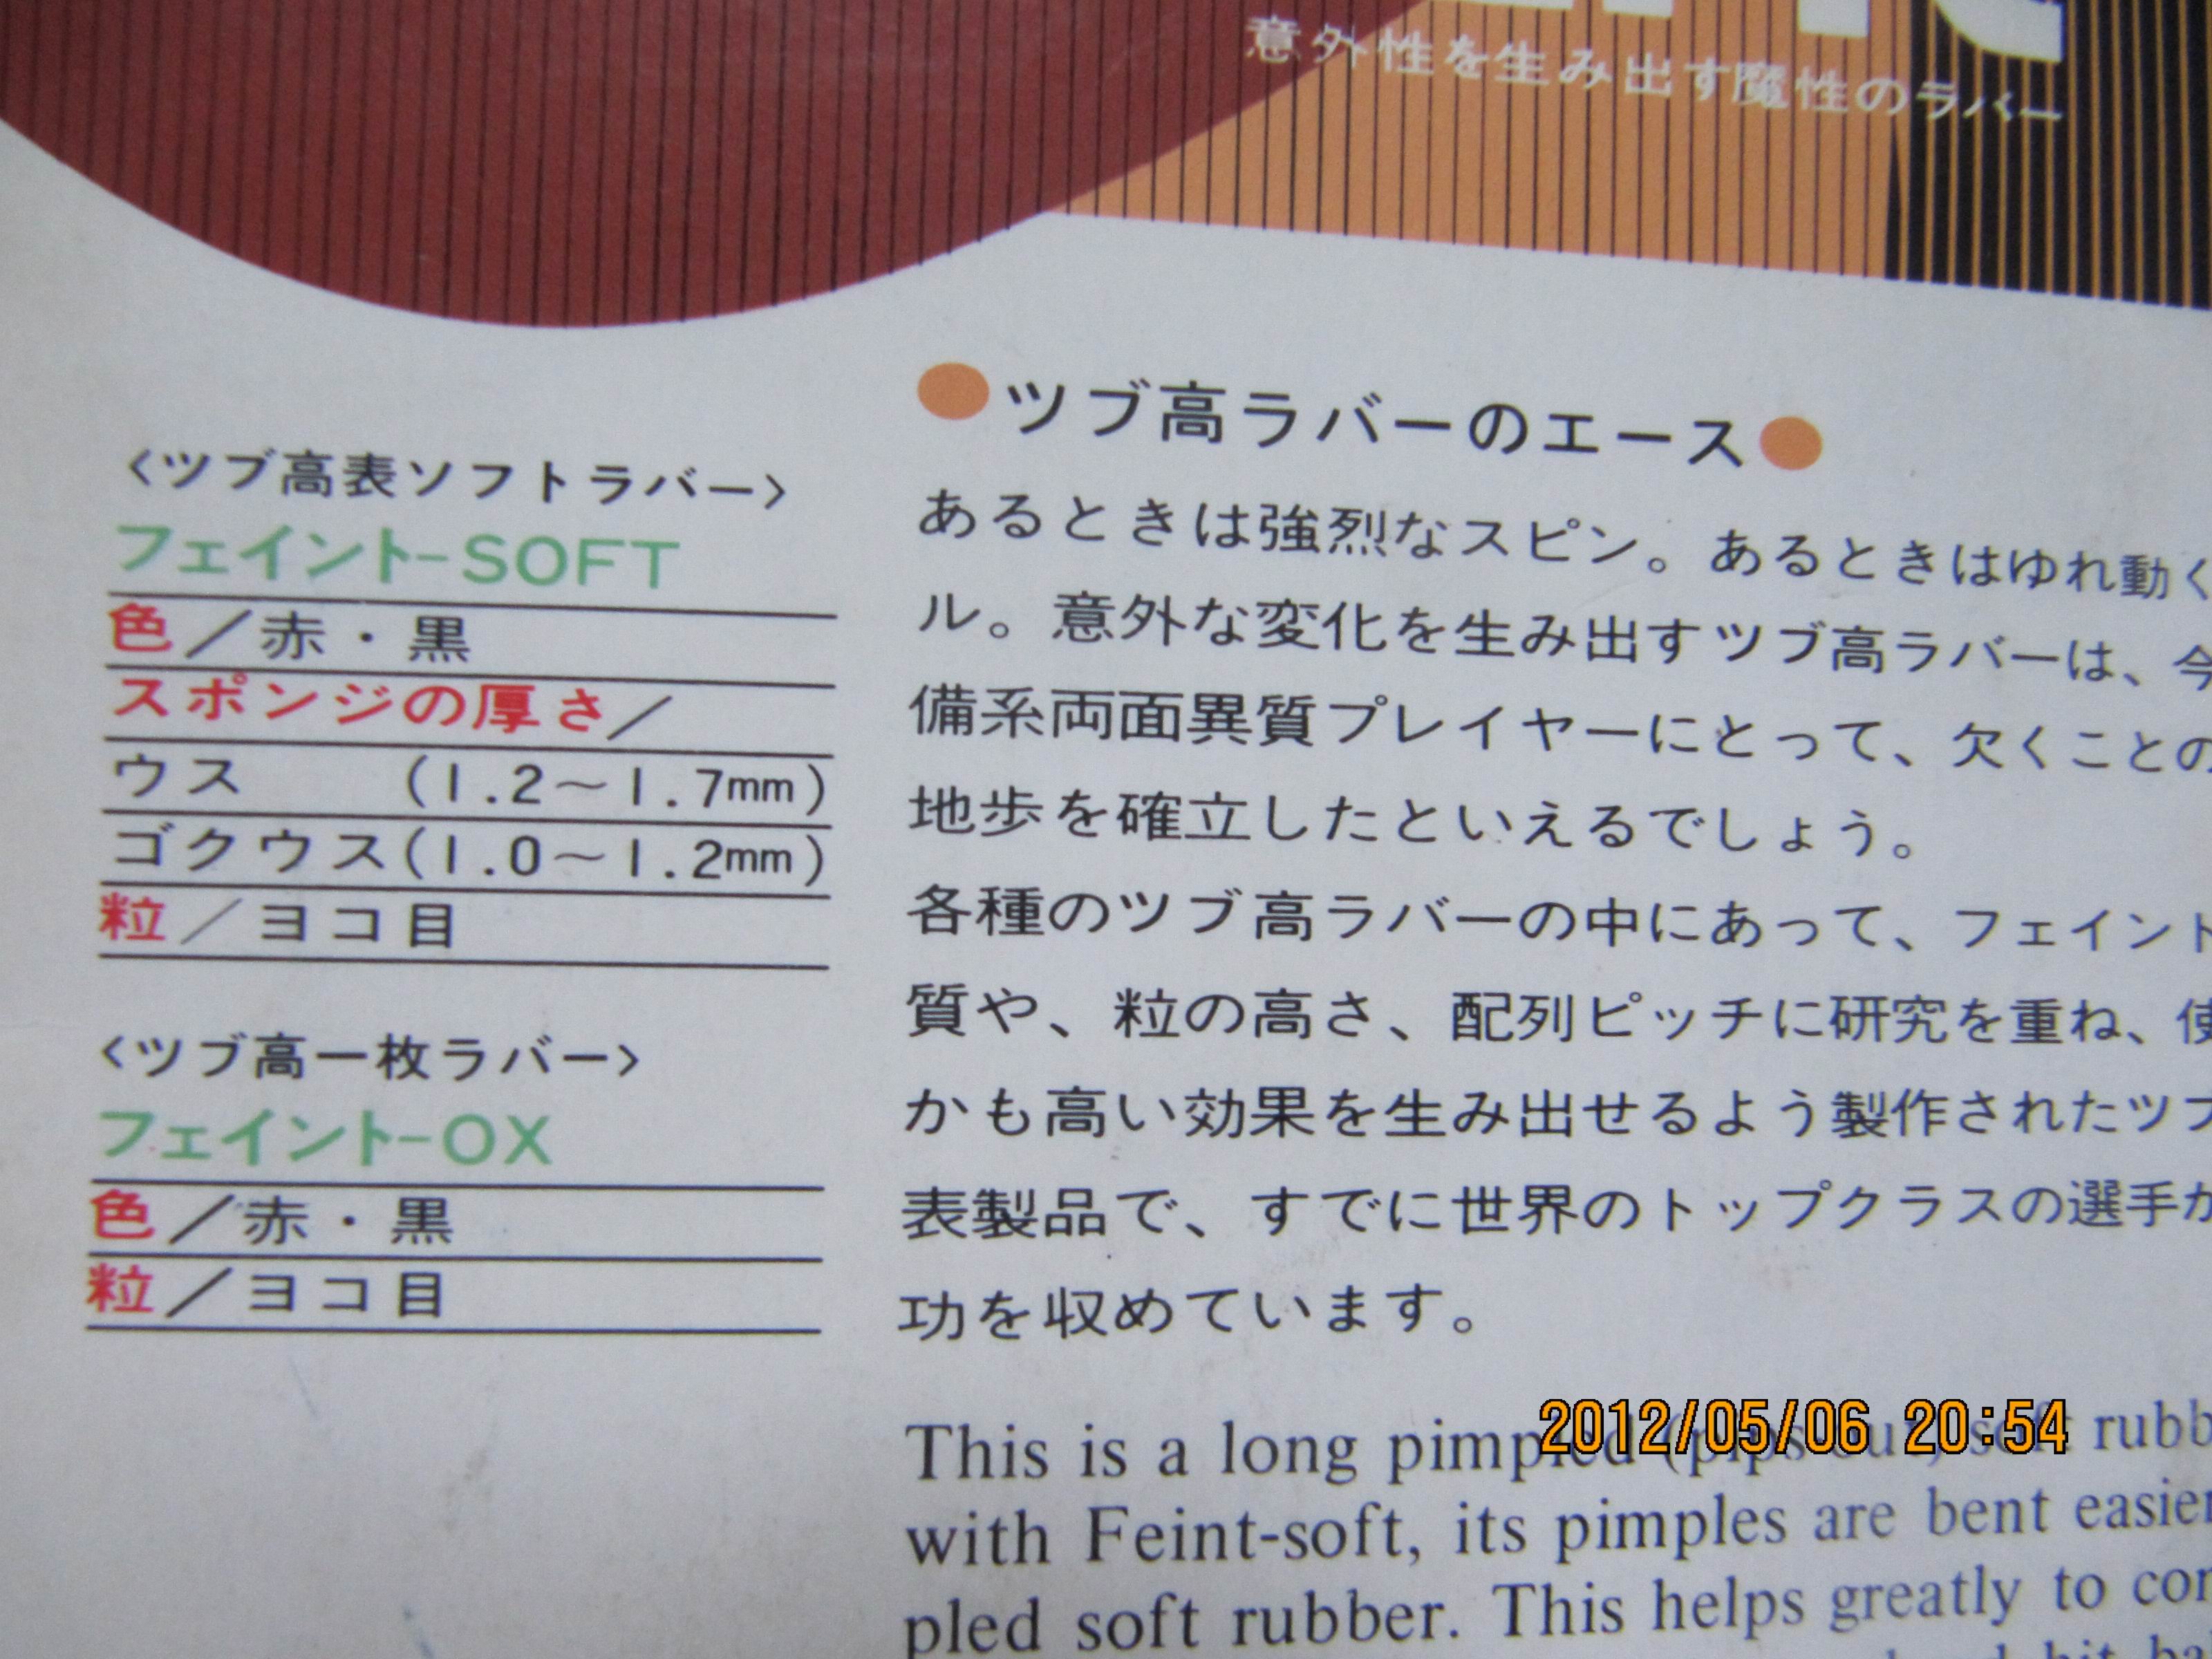 意外性を生み出す魔性のラバー
<ツブ高表ソフトラバー>
フェイント-SOFT
色／赤・黒
スポンジの厚さ／
ウス (1.2～1.7mm)
ゴクウス(1.0～1.2mm)
粒／ヨコ目
<ツブ高一枚ラバー>
フェイント-OX
色／赤・黒
粒／ヨコ目
●ツブ高ラバーのエース●
あるときは強烈なスピン。あるときはゆれ動く
ル。意外な変化を生み出すツブ高ラバーは、今
備系両面異質プレイヤーにとって、欠くことの
地歩を確立したといえるでしょう。
各種のツブ高ラバーの中にあって、フェイント
質や、粒の高さ、配列ピッチに研究を重ね、使
かも高い効果を生み出せるよう製作されたツブ
表製品で、すでに世界のトップクラスの選手が
功を収めています。
This is a long pimpled (pips out) soft rubb
with Feint-soft, its pimples are bent easier
pled soft rubber. This helps greatly to con
hit
2012/05/06 20:54